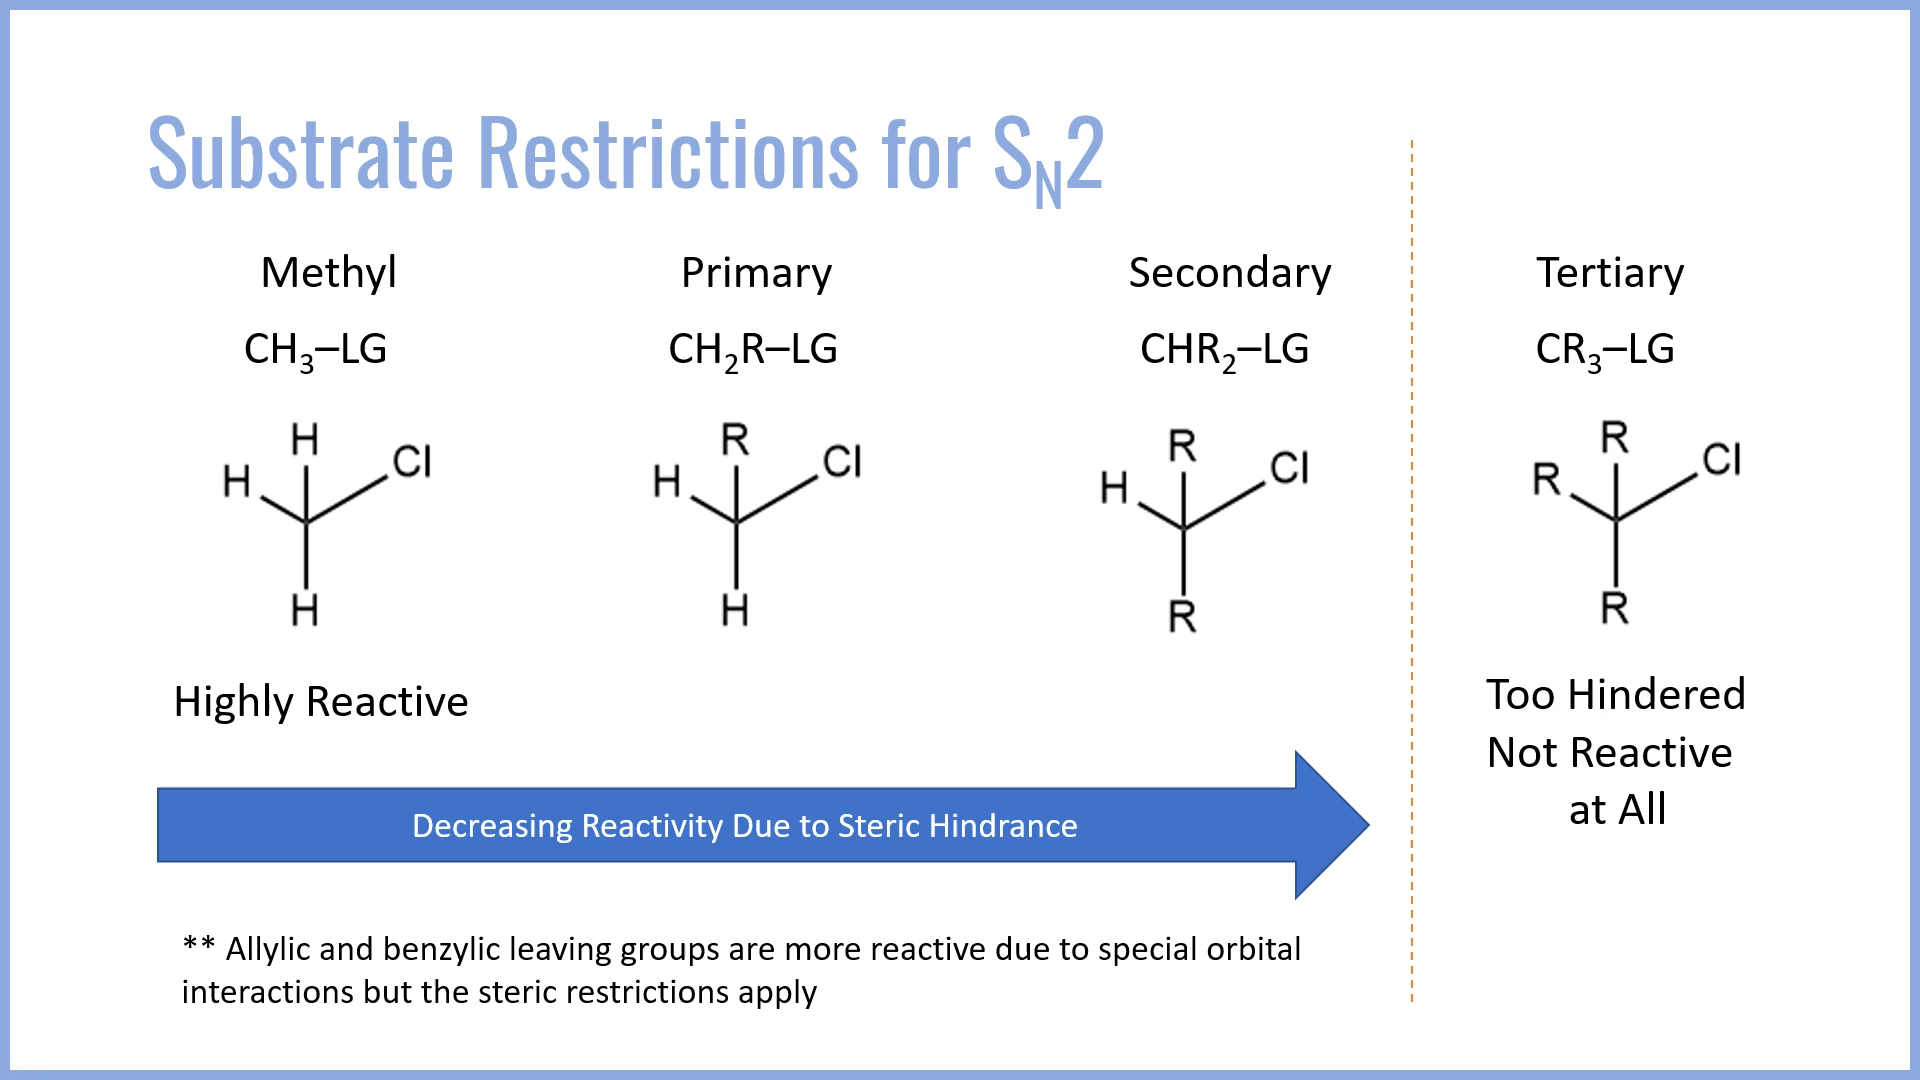 Substrate Restrictions for SN2
Methyl
Primary
Secondary
Tertiary
CH3–LG
CH2R–LG
CHR2–LG
CR3–LG
H
H
Cl
H
R
H
Cl
H
R
H
Cl
R
R
R
Cl
R
Highly Reactive
Too Hindered
Not Reactive
at All
Decreasing Reactivity Due to Steric Hindrance
** Allylic and benzylic leaving groups are more reactive due to special orbital
interactions but the steric restrictions apply